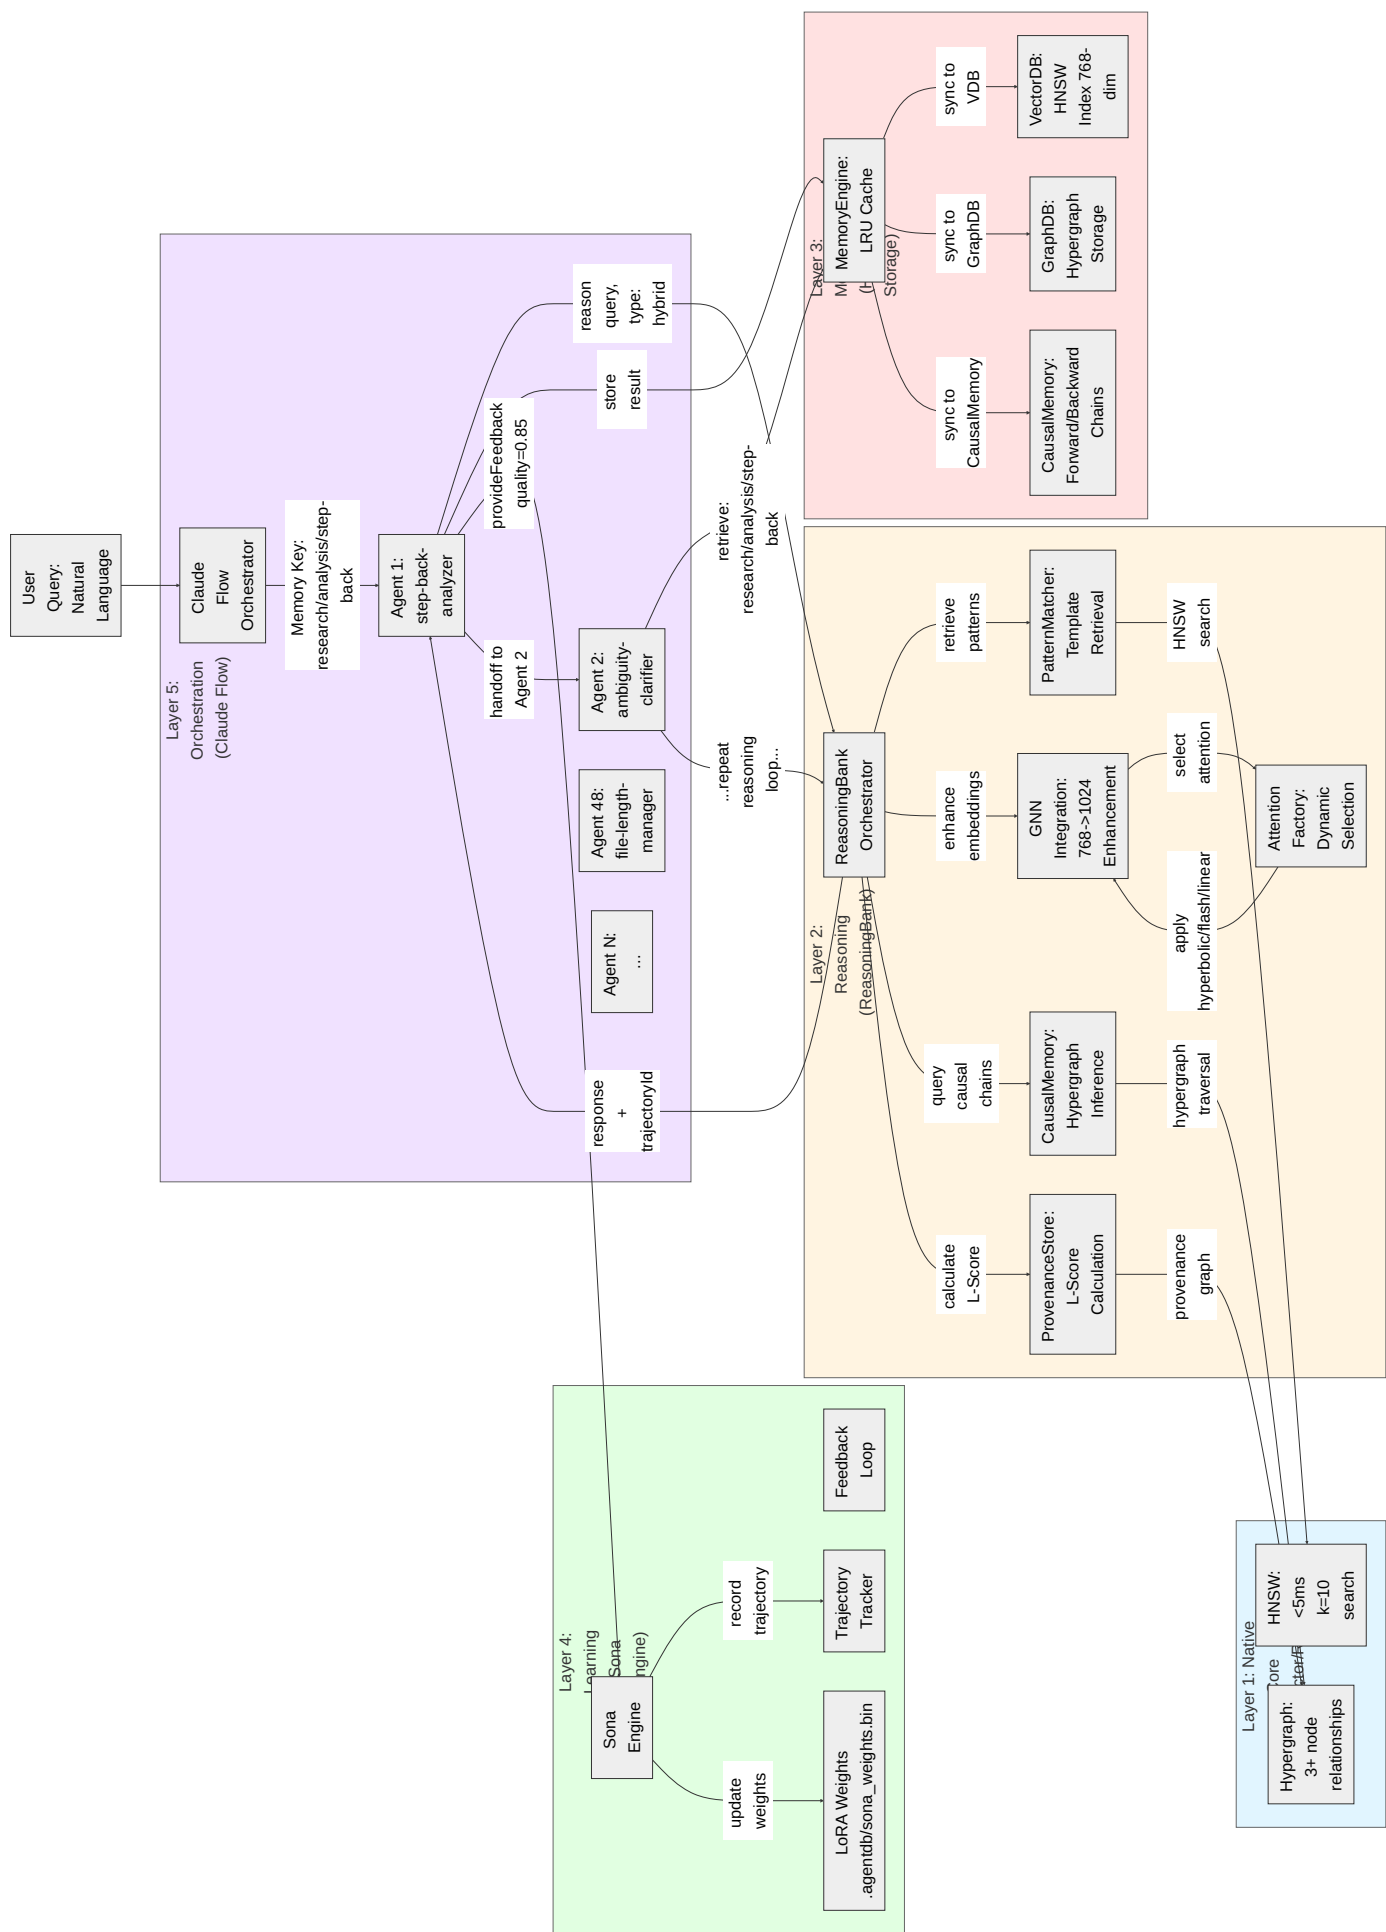 User
Query:
Natural
Language
Claude
Flow
Orchestrator
Layer 5:
Orchestration
(Claude Flow)
Memory Key:
research/analysis/step-
back
Agent 1:
step-back-
analyzer
reason
query,
type:
hybrid
store
result
provideFeedback
quality=0.85
handoff to
Agent 2
Agent 2:
ambiguity-
clarifier
Agent 48:
file-length-
manager
Agent N:
...
response
+
trajectoryId
retrieve:
research/analysis/step-
back
...repeat
reasoning
loop...
Layer 3:
Storage)
MemoryEngine:
LRU Cache
sync to
VDB
sync to
GraphDB
sync to
CausalMemory
VectorDB:
HNSW
Index 768-
dim
GraphDB:
Hypergraph
Storage
CausalMemory:
Forward/Backward
Chains
Layer 2:
Reasoning
(ReasoningBank)
ReasoningBank
Orchestrator
retrieve
patterns
enhance
embeddings
query
causal
chains
calculate
L-Score
PatternMatcher:
Template
Retrieval
GNN
Integration:
768->1024
Enhancement
CausalMemory:
Hypergraph
Inference
ProvenanceStore:
L-Score
Calculation
HNSW
search
select
attention
apply
hyperbolic/flash/linear
hypergraph
traversal
provenance
graph
Attention
Factory:
Dynamic
Selection
Layer 4:
Sona
Sona
Engine
record
trajectory
update
weights
Feedback
Loop
Trajectory
Tracker
LoRA Weights
.agentdb/sona_weights.bin
Layer 1: Native
Core
HNSW:
<5ms
k=10
search
Hypergraph:
3+ node
relationships